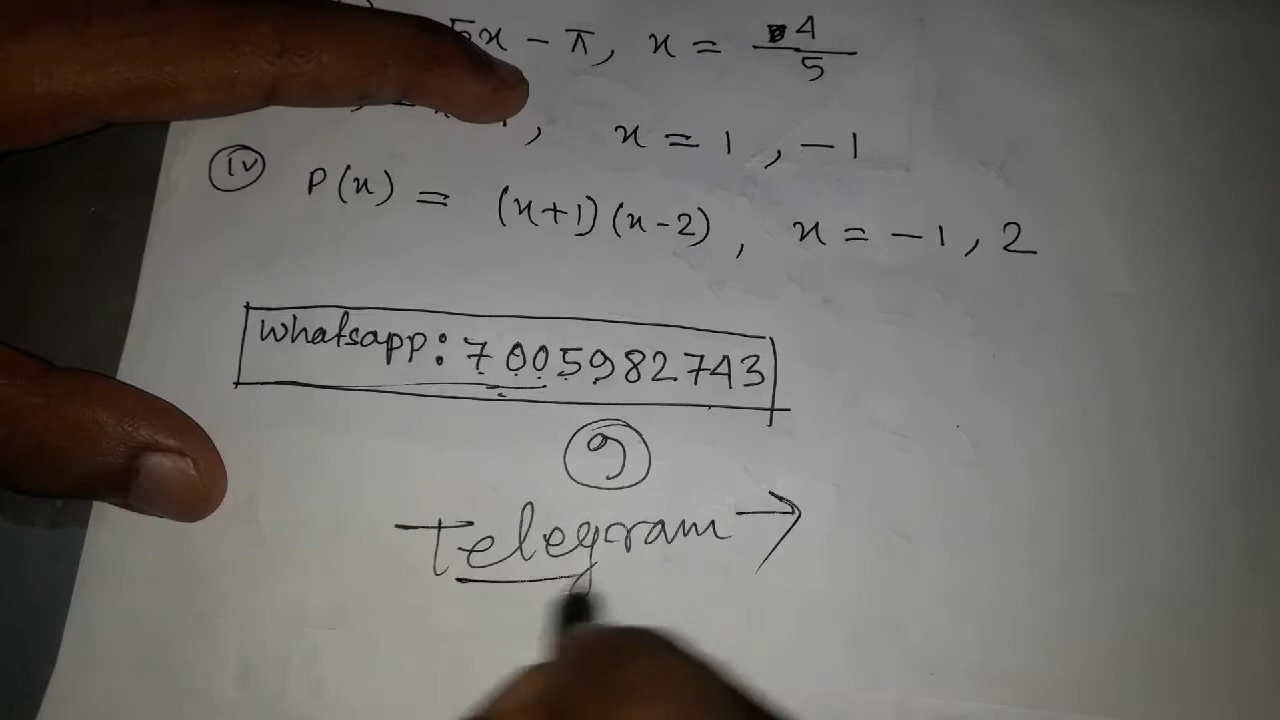 5x - π, x = 4/5
, x = 1, -1
(iv) P(x) = (x+1)(x-2), x = -1, 2
Whatsapp: 7005982743
9
Telegram →